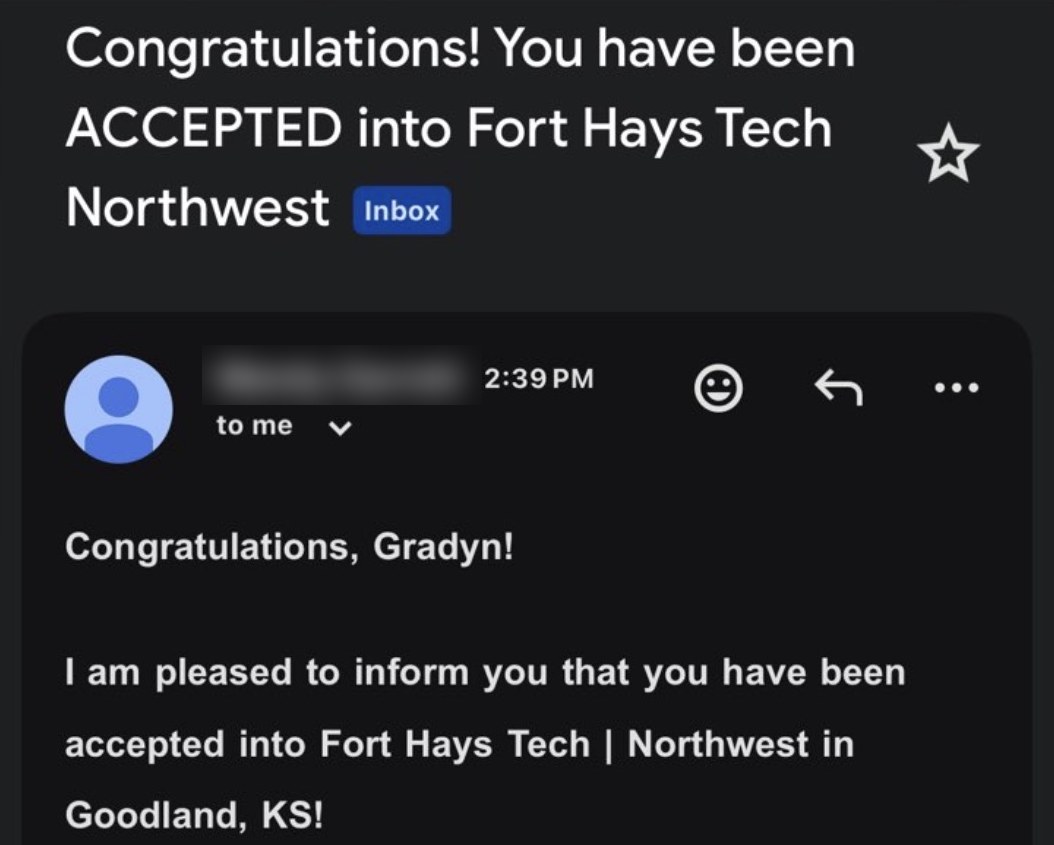 Congratulations! You have been
ACCEPTED into Fort Hays Tech
Northwest Inbox
2:39 PM
to me
Congratulations, Gradyn!
I am pleased to inform you that you have been
accepted into Fort Hays Tech | Northwest in
Goodland, KS!